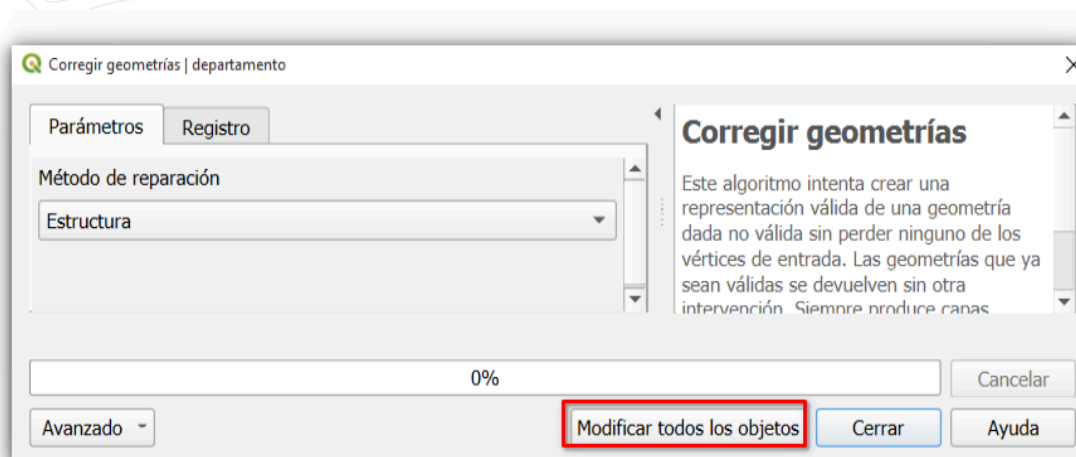 Corregir geometrías | departamento
Parámetros
Registro
Método de reparación
Estructura
Corregir geometrías
Este algoritmo intenta crear una
representación válida de una geometría
dada no válida sin perder ninguno de los
vértices de entrada. Las geometrías que ya
sean válidas se devuelven sin otra
intervención. Siempre produce capas
0%
Cancelar
Avanzado
Modificar todos los objetos
Cerrar
Ayuda